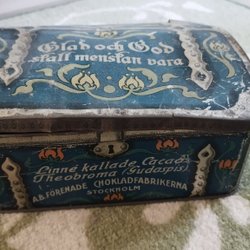 Glad och God
skall menskan vara
Linné kallade Cacao
Theobroma (Gudaspis)
A.B. FÖRENADE CHOKLADFABRIKERNA
STOCKHOLM